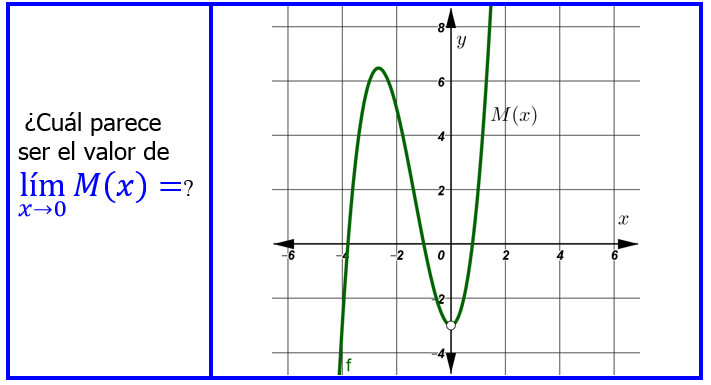 ¿Cuál parece
ser el valor de
lím M(x) =?
x→0
8
y
6
M(x)
4
2
x
−6
−4
−2
0
2
4
6
−2
−4
f